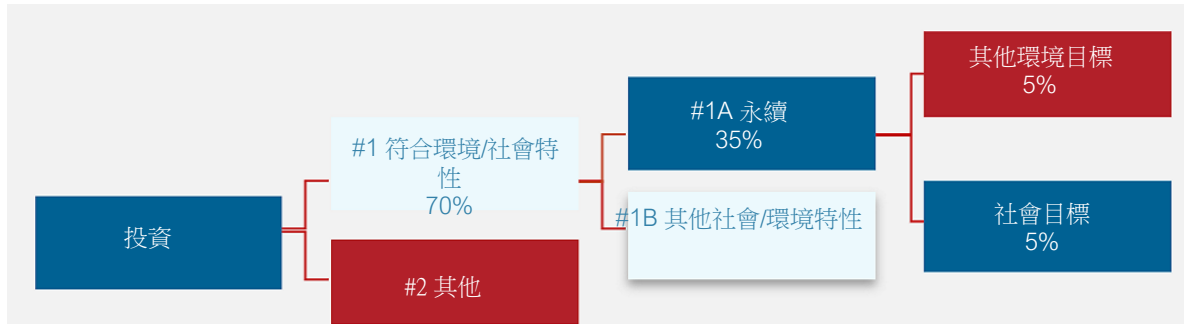 投資
#1 符合環境/社會特
性
70%
#2 其他
#1A 永續
35%
#1B 其他社會/環境特性
其他環境目標
5%
社會目標
5%